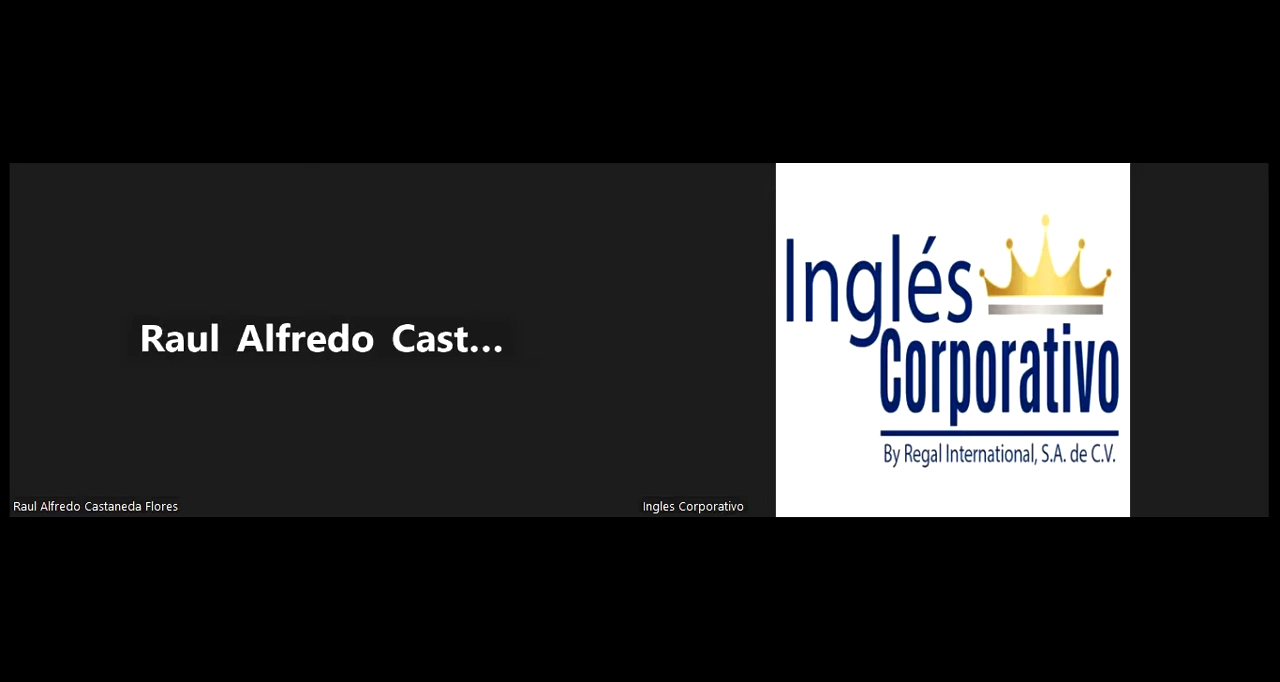 Raul Alfredo Cast...
Raul Alfredo Castaneda Flores
Inglés
Corporativo
By Regal International, S.A. de C.V.
Ingles Corporativo